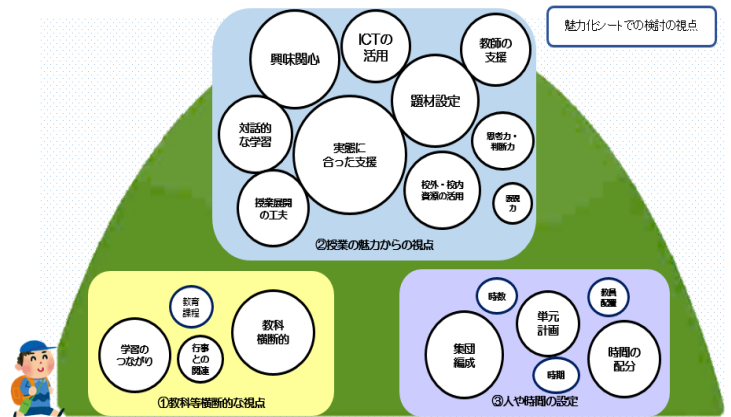 魅力化シートでの検討の視点
興味関心
ICTの
活用
教師の
支援
題材設定
対話的
な学習
実態に
合った支援
思考力・
判断力
授業展開
の工夫
校外・校内
資源の活用
表現
力
②授業の魅力からの視点
教育
課程
教科
横断的
学習の
つながり
行事
との
関連
①教科等横断的な視点
時数
教員
配置
単元
計画
集団
編成
時間の
配分
時期
③人や時間の設定